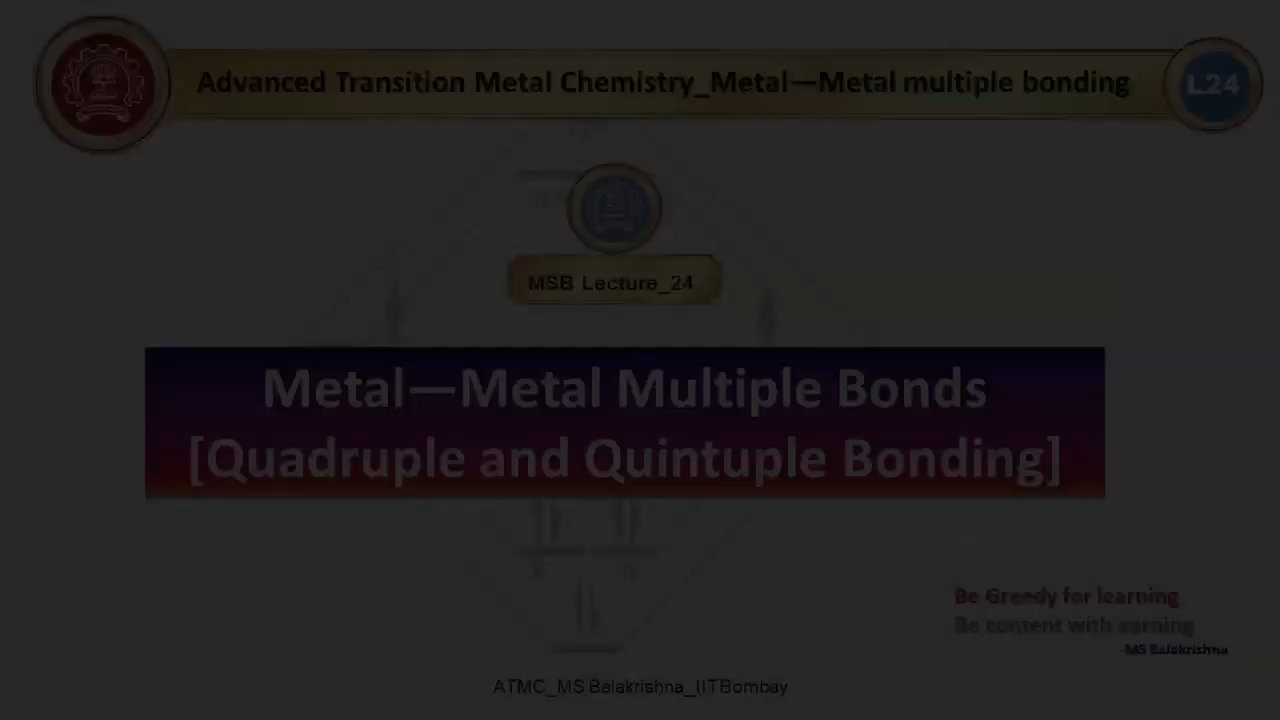 Advanced Transition Metal Chemistry_Metal—Metal multiple bonding
L24
MSB Lecture_24
Metal—Metal Multiple Bonds
[Quadruple and Quintuple Bonding]
Be Greedy for learning
Be content with earning
-MS Balakrishna
ATMC_MS Balakrishna_IITBombay